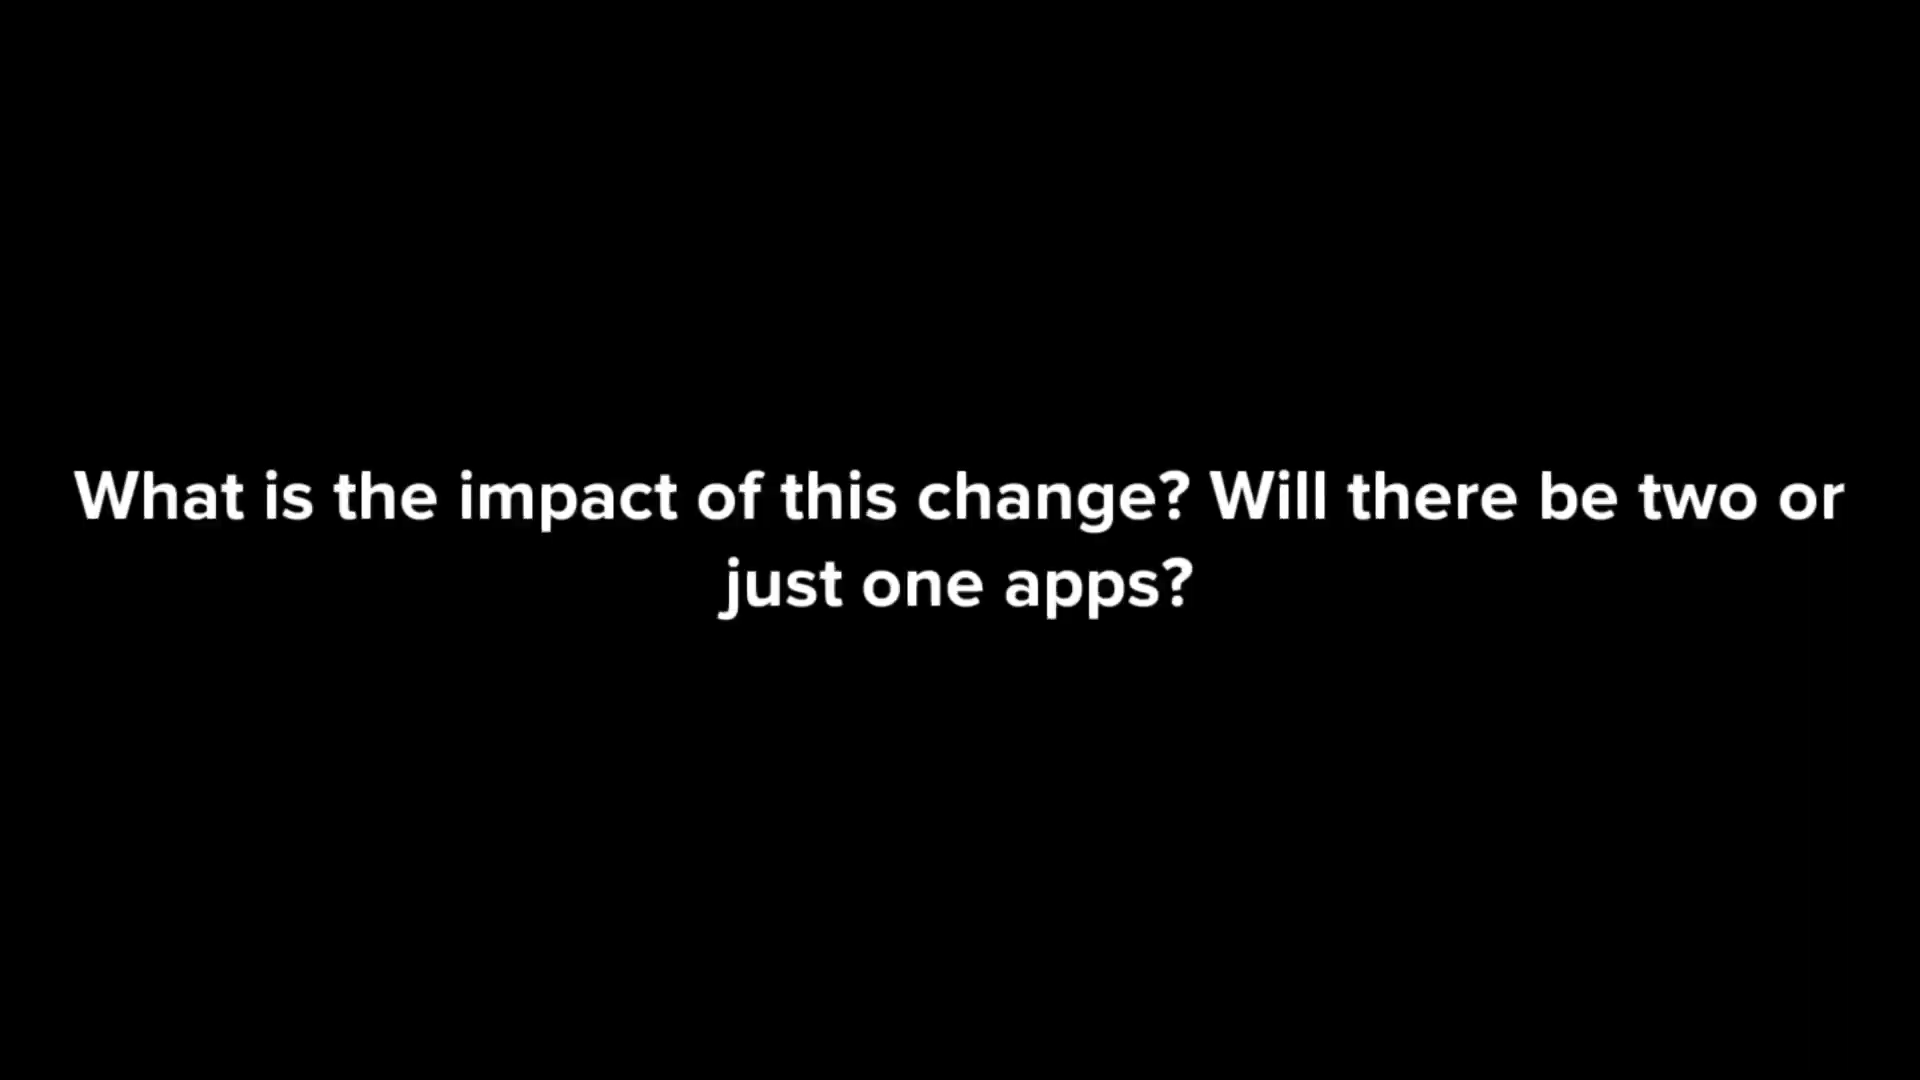 What is the impact of this change? Will there be two or
just one apps?